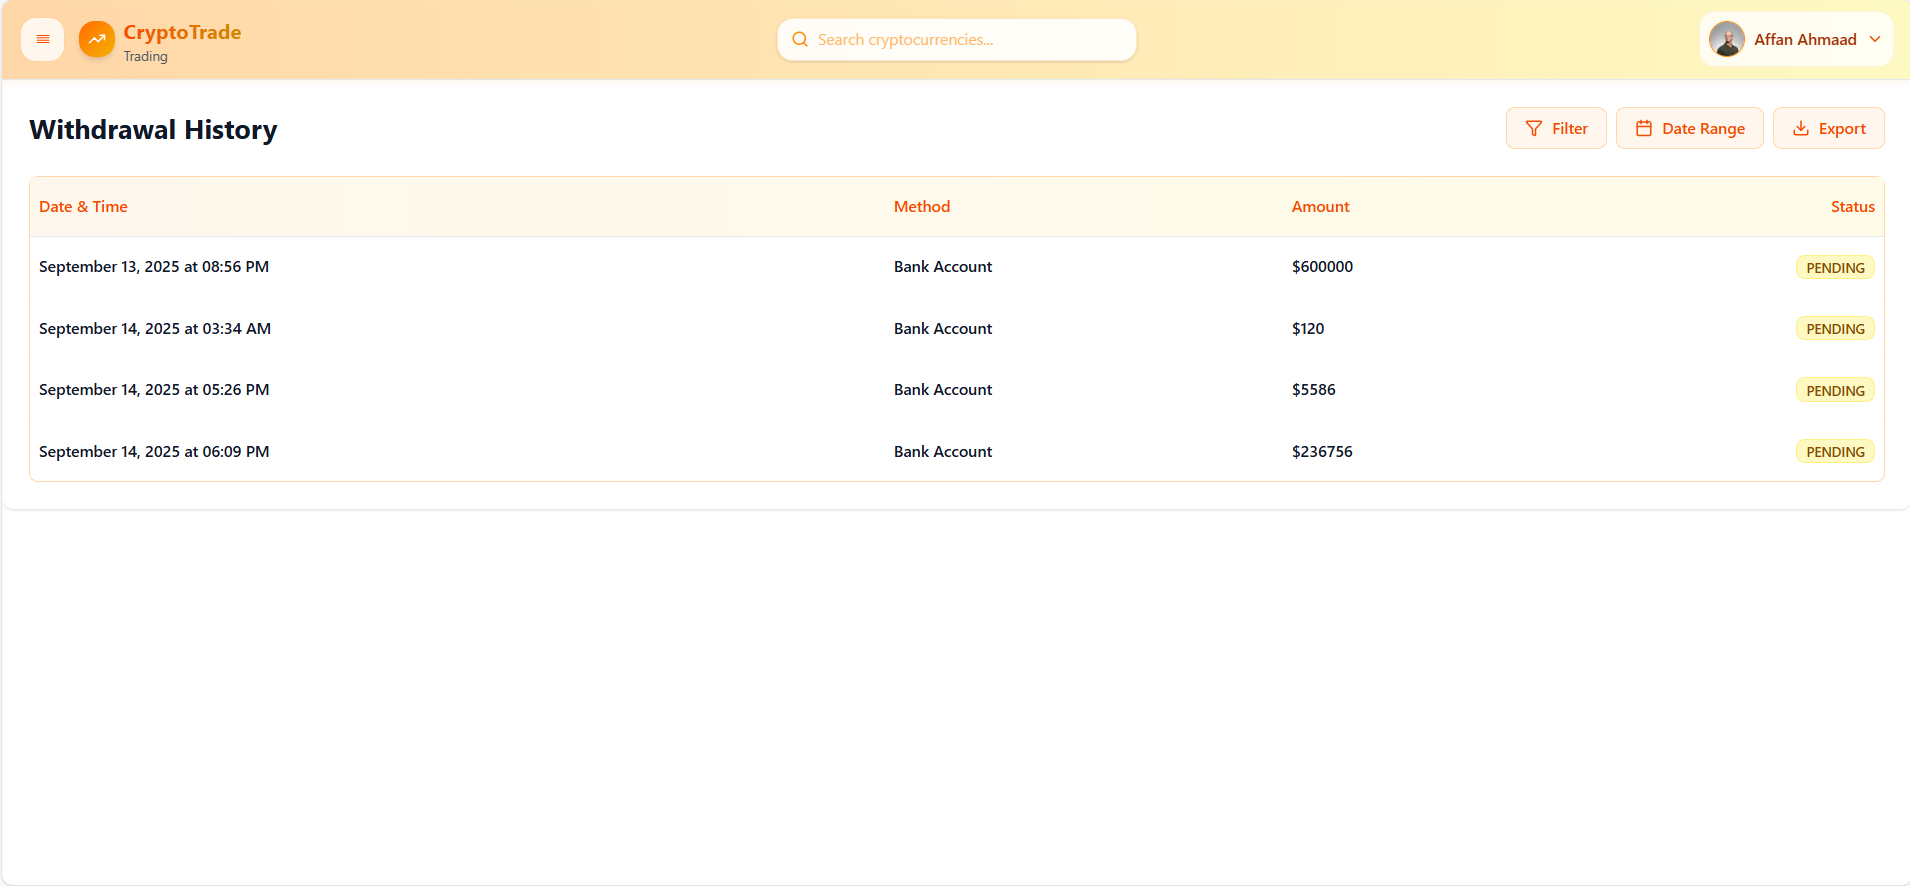 CryptoTrade
Trading
Search cryptocurrencies...
Affan Ahmaad
Withdrawal History
Filter
Date Range
Export
Date & Time Method Amount Status
September 13, 2025 at 08:56 PM Bank Account $600000 PENDING
September 14, 2025 at 03:34 AM Bank Account $120 PENDING
September 14, 2025 at 05:26 PM Bank Account $5586 PENDING
September 14, 2025 at 06:09 PM Bank Account $236756 PENDING